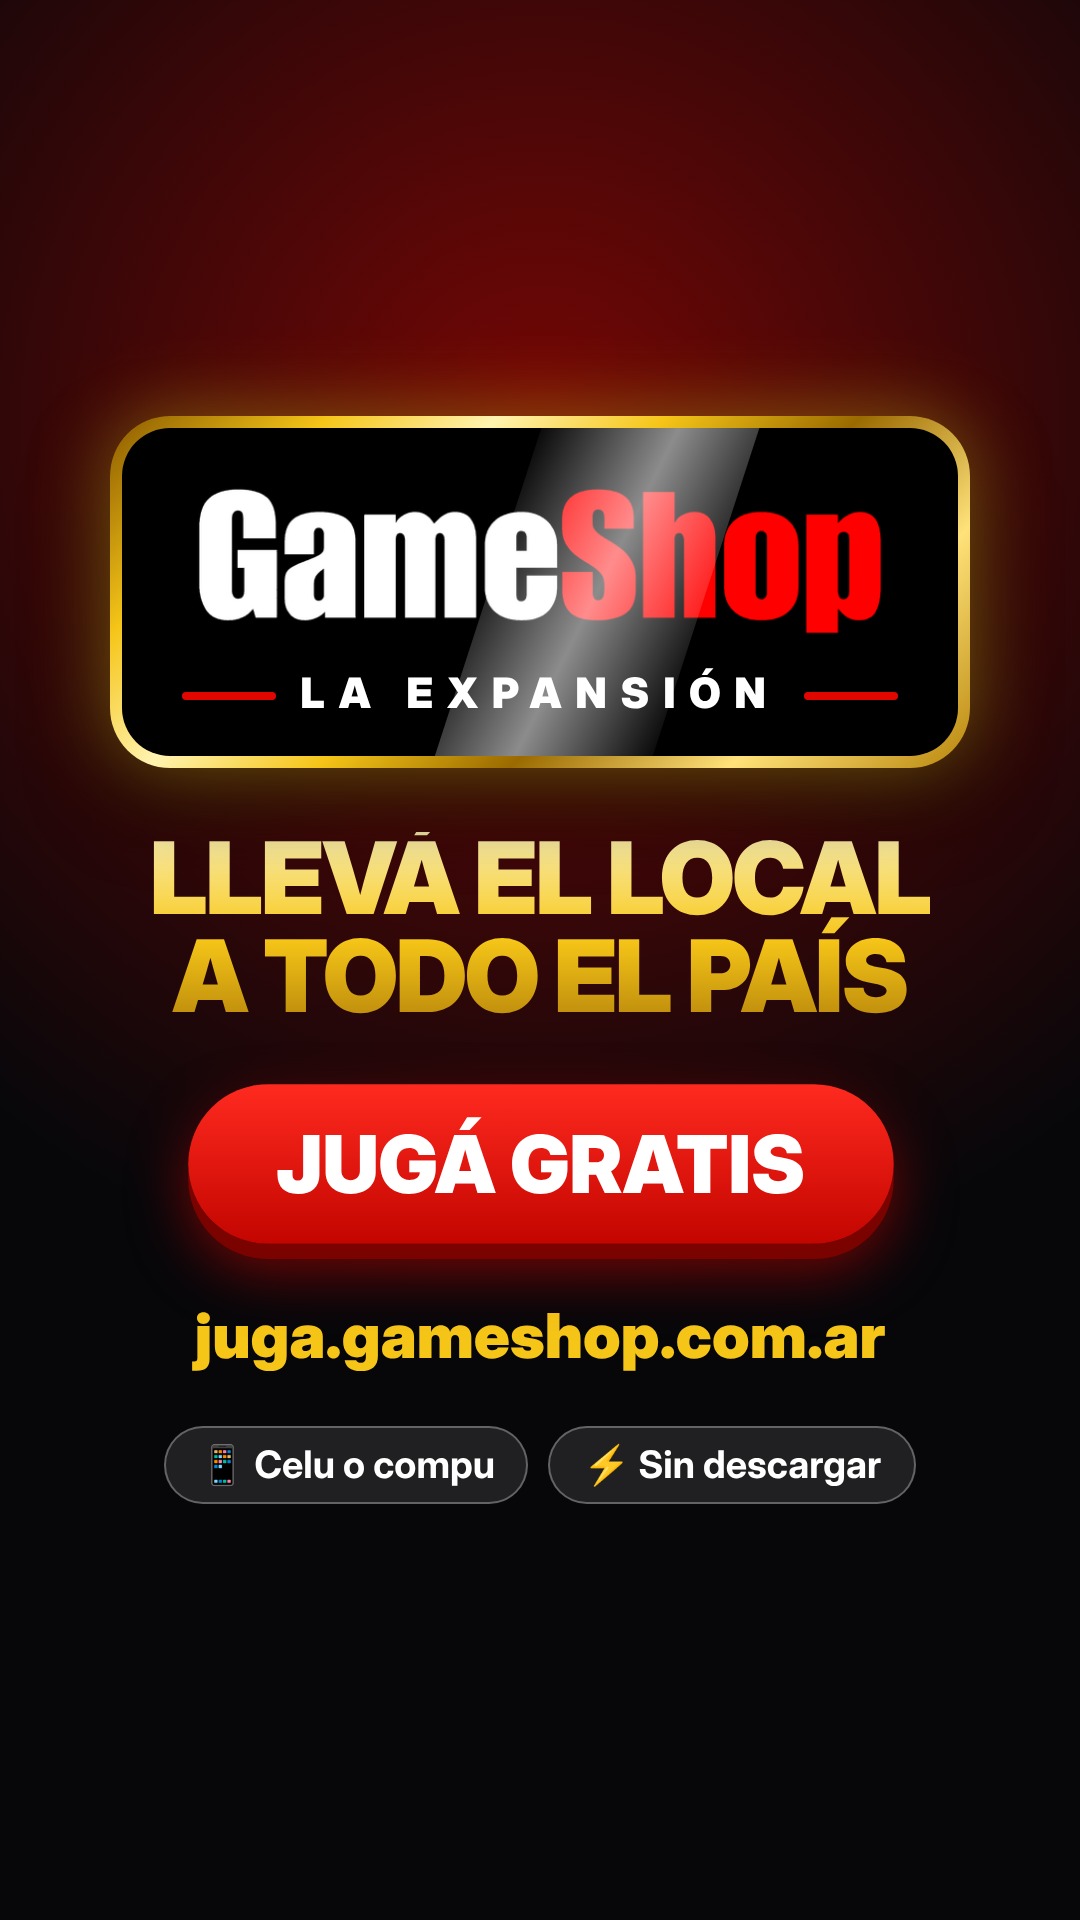 GameShop
LA EXPANSIÓN
LLEVÁ EL LOCAL
A TODO EL PAÍS
JUGÁ GRATIS
juga.gameshop.com.ar
📱 Celu o compu
⚡ Sin descargar